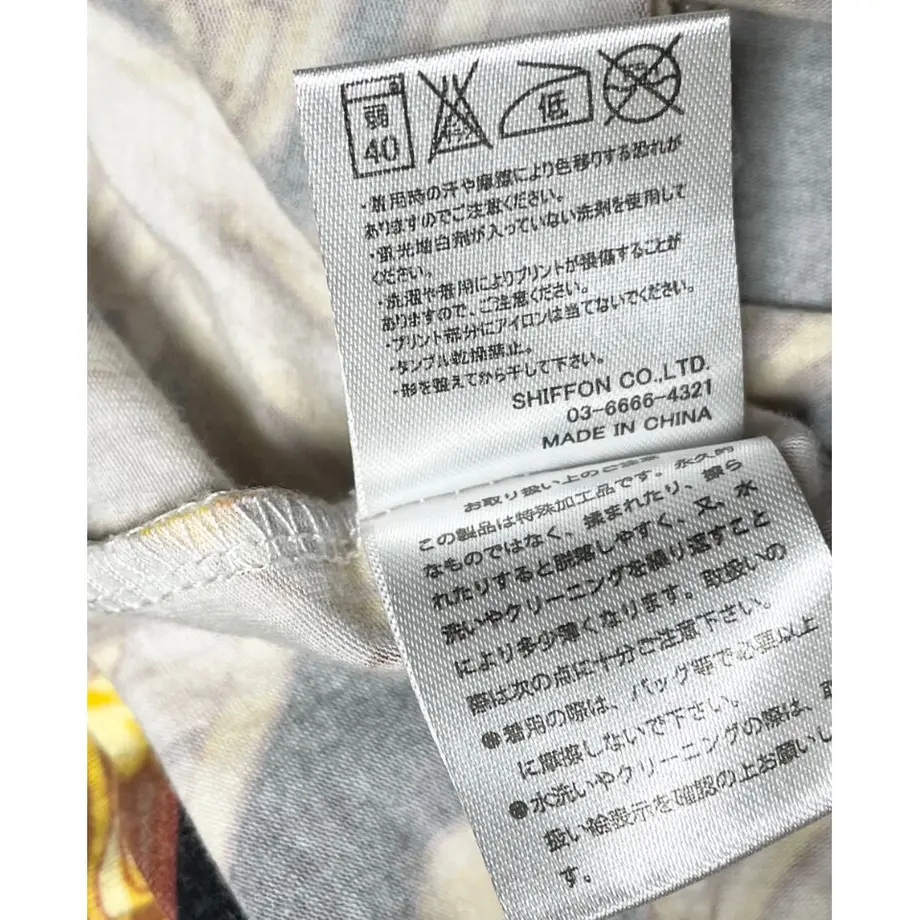 弱
40
低
・着用時の汗や摩擦により色移りする恐れが
ありますのでご注意ください。
・蛍光増白剤が入っていない洗剤を使用して
ください。
・洗濯や着用によりプリントが損傷することが
ありますので、ご注意ください。
・プリント部分にアイロンは当てないでください。
・タンブル乾燥禁止。
・形を整えてから干して下さい。
SHIFFON CO.,LTD.
03-6666-4321
MADE IN CHINA
お取り扱い上のご注意
この製品は特殊加工品です。永久的
なものではなく、揉まれたり、擦ら
れたりすると脱落しやすく、又、水
洗いやクリーニングを繰り返すこと
により多少薄くなります。取扱いの
際は次の点に十分ご注意下さい。
●着用の際は、バッグ等で必要以上
に摩擦しないで下さい。
●水洗いやクリーニングの際は、取
扱い絵表示を確認の上お願いし
す。